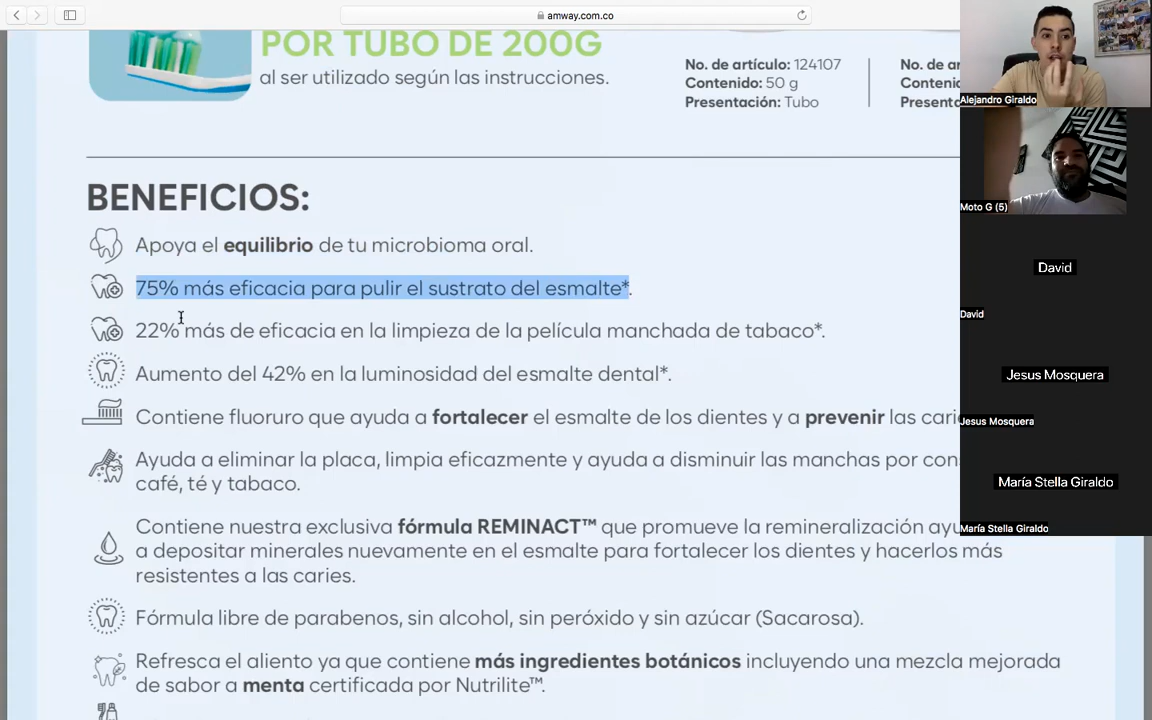 amway.com.co
POR TUBO DE 200G
al ser utilizado según las instrucciones.
No. de artículo: 124107
Contenido: 50 g
Presentación: Tubo
No. de
Present
BENEFICIOS:
Apoya el equilibrio de tu microbioma oral.
75% más eficacia para pulir el sustrato del esmalte*.
22% más de eficacia en la limpieza de la película manchada de tabaco*.
Aumento del 42% en la luminosidad del esmalte dental*.
Contiene fluoruro que ayuda a fortalecer el esmalte de los dientes y a prevenir las
Ayuda a eliminar la placa, limpia eficazmente y ayuda a disminuir las manchas por
café, té y tabaco.
Contiene nuestra exclusiva fórmula REMINACT™ que promueve la remineralización
a depositar minerales nuevamente en el esmalte para fortalecer los dientes y hacerlos más
resistentes a las caries.
Fórmula libre de parabenos, sin alcohol, sin peróxido y sin azúcar (Sacarosa).
Refresca el aliento ya que contiene más ingredientes botánicos incluyendo una mezcla mejorada
de sabor a menta certificada por Nutrilite™.
Alejandro Giraldo
Moto G (5)
David
David
Jesus Mosquera
Jesus Mosquera
María Stella Giraldo
María Stella Giraldo